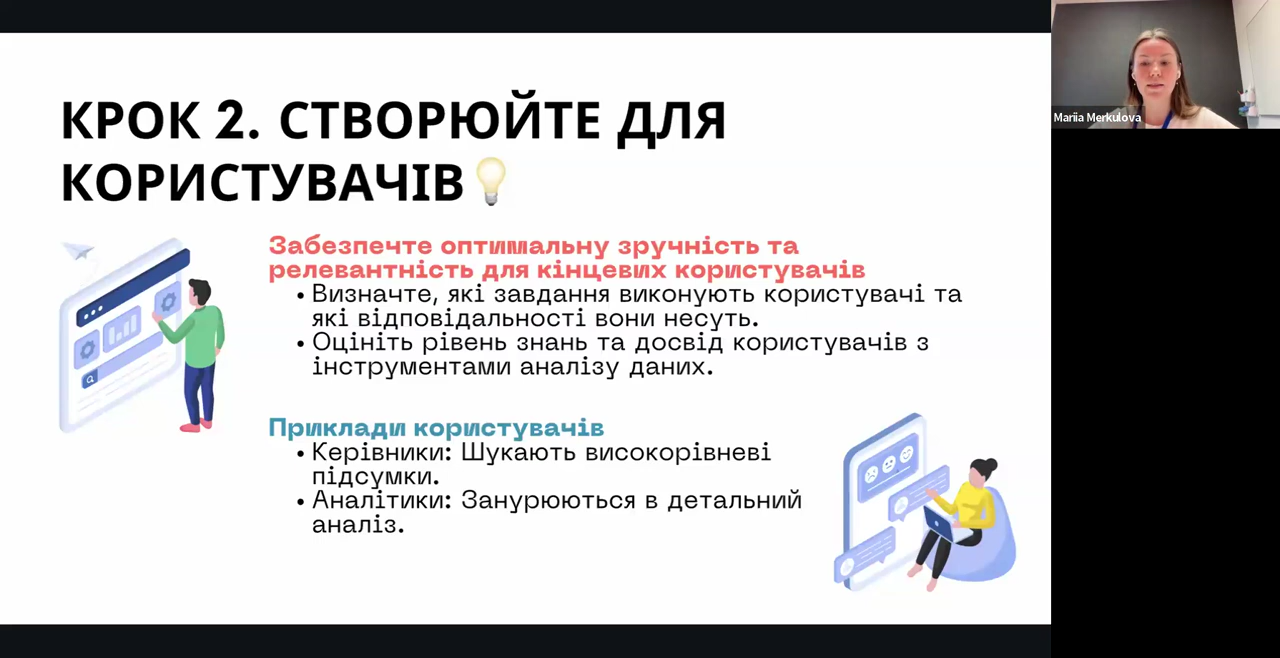 КРОК 2. СТВОРЮЙТЕ ДЛЯ
КОРИСТУВАЧІВ💡
Забезпечте оптимальну зручність та
релевантність для кінцевих користувачів
• Визначте, які завдання виконують користувачі та
які відповідальності вони несуть.
• Оцініть рівень знань та досвід користувачів з
інструментами аналізу даних.
Приклади користувачів
• Керівники: Шукають високорівневі
підсумки.
• Аналітики: Занурюються в детальний
аналіз.
Mariia Merkulova